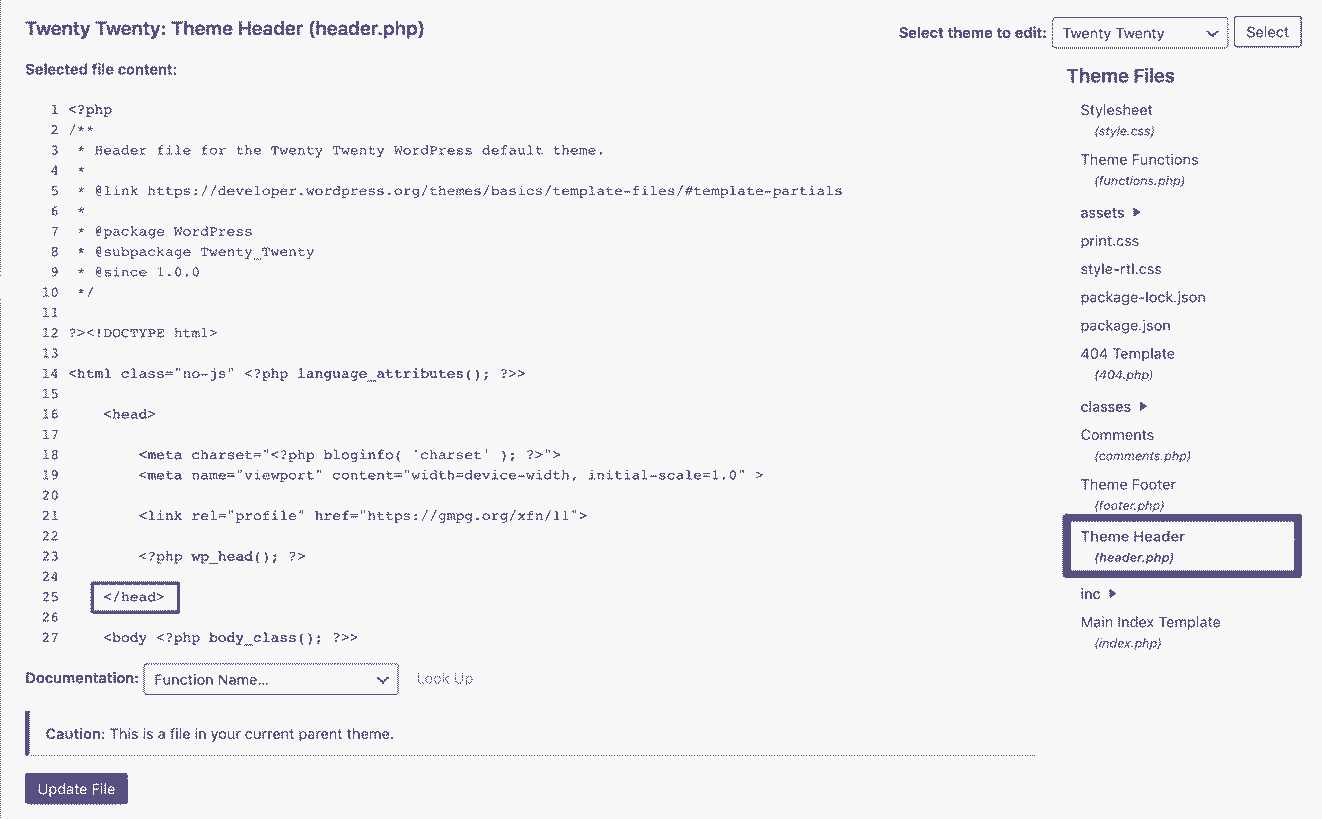 Twenty Twenty: Theme Header (header.php)
Select theme to edit: Twenty Twenty Select
Selected file content:
1 <?php
2 /**
3  * Header file for the Twenty Twenty WordPress default theme.
4  *
5  * @link https://developer.wordpress.org/themes/basics/template-files/#template-partials
6  *
7  * @package WordPress
8  * @subpackage Twenty_Twenty
9  * @since 1.0.0
10  */
11
12 ?><!DOCTYPE html>
13
14 <html class="no-js" <?php language_attributes(); ?>>
15
16     <head>
17
18         <meta charset="<?php bloginfo( 'charset' ); ?>">
19         <meta name="viewport" content="width=device-width, initial-scale=1.0" >
20
21         <link rel="profile" href="https://gmpg.org/xfn/11">
22
23         <?php wp_head(); ?>
24
25     </head>
26
27     <body <?php body_class(); ?>>
Documentation: Function Name... Look Up
Caution: This is a file in your current parent theme.
Update File
Theme Files
Stylesheet
(style.css)
Theme Functions
(functions.php)
assets
print.css
style-rtl.css
package-lock.json
package.json
404 Template
(404.php)
classes
Comments
(comments.php)
Theme Footer
(footer.php)
Theme Header
(header.php)
inc
Main Index Template
(index.php)